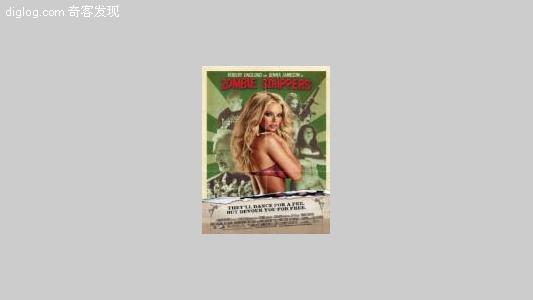 diglog.com 奇客发现
ROBERT ENGLUND AND JENNA JAMESON IN
ZOMBIE STRIPPERS
THEY'LL DANCE FOR A FEE,
BUT DEVOUR YOU FOR FREE.